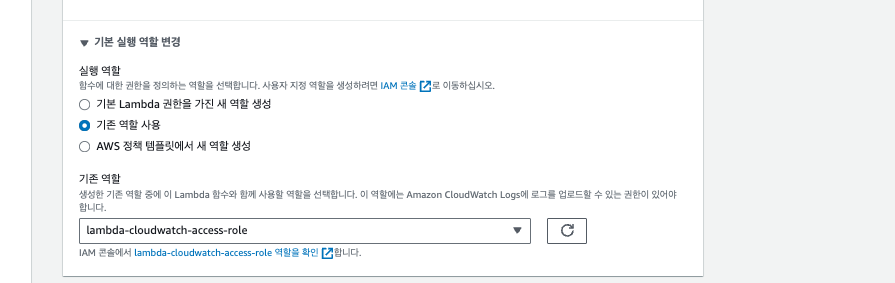 기본 실행 역할 변경
실행 역할
함수에 대한 권한을 정의하는 역할을 선택합니다. 사용자 지정 역할을 생성하려면 IAM 콘솔로 이동하십시오.
기본 Lambda 권한을 가진 새 역할 생성
기존 역할 사용
AWS 정책 템플릿에서 새 역할 생성
기존 역할
생성한 기존 역할 중에 이 Lambda 함수와 함께 사용할 역할을 선택합니다. 이 역할에는 Amazon CloudWatch Logs에 로그를 업로드할 수 있는 권한이 있어야
합니다.
lambda-cloudwatch-access-role
IAM 콘솔에서 lambda-cloudwatch-access-role 역할을 확인합니다.